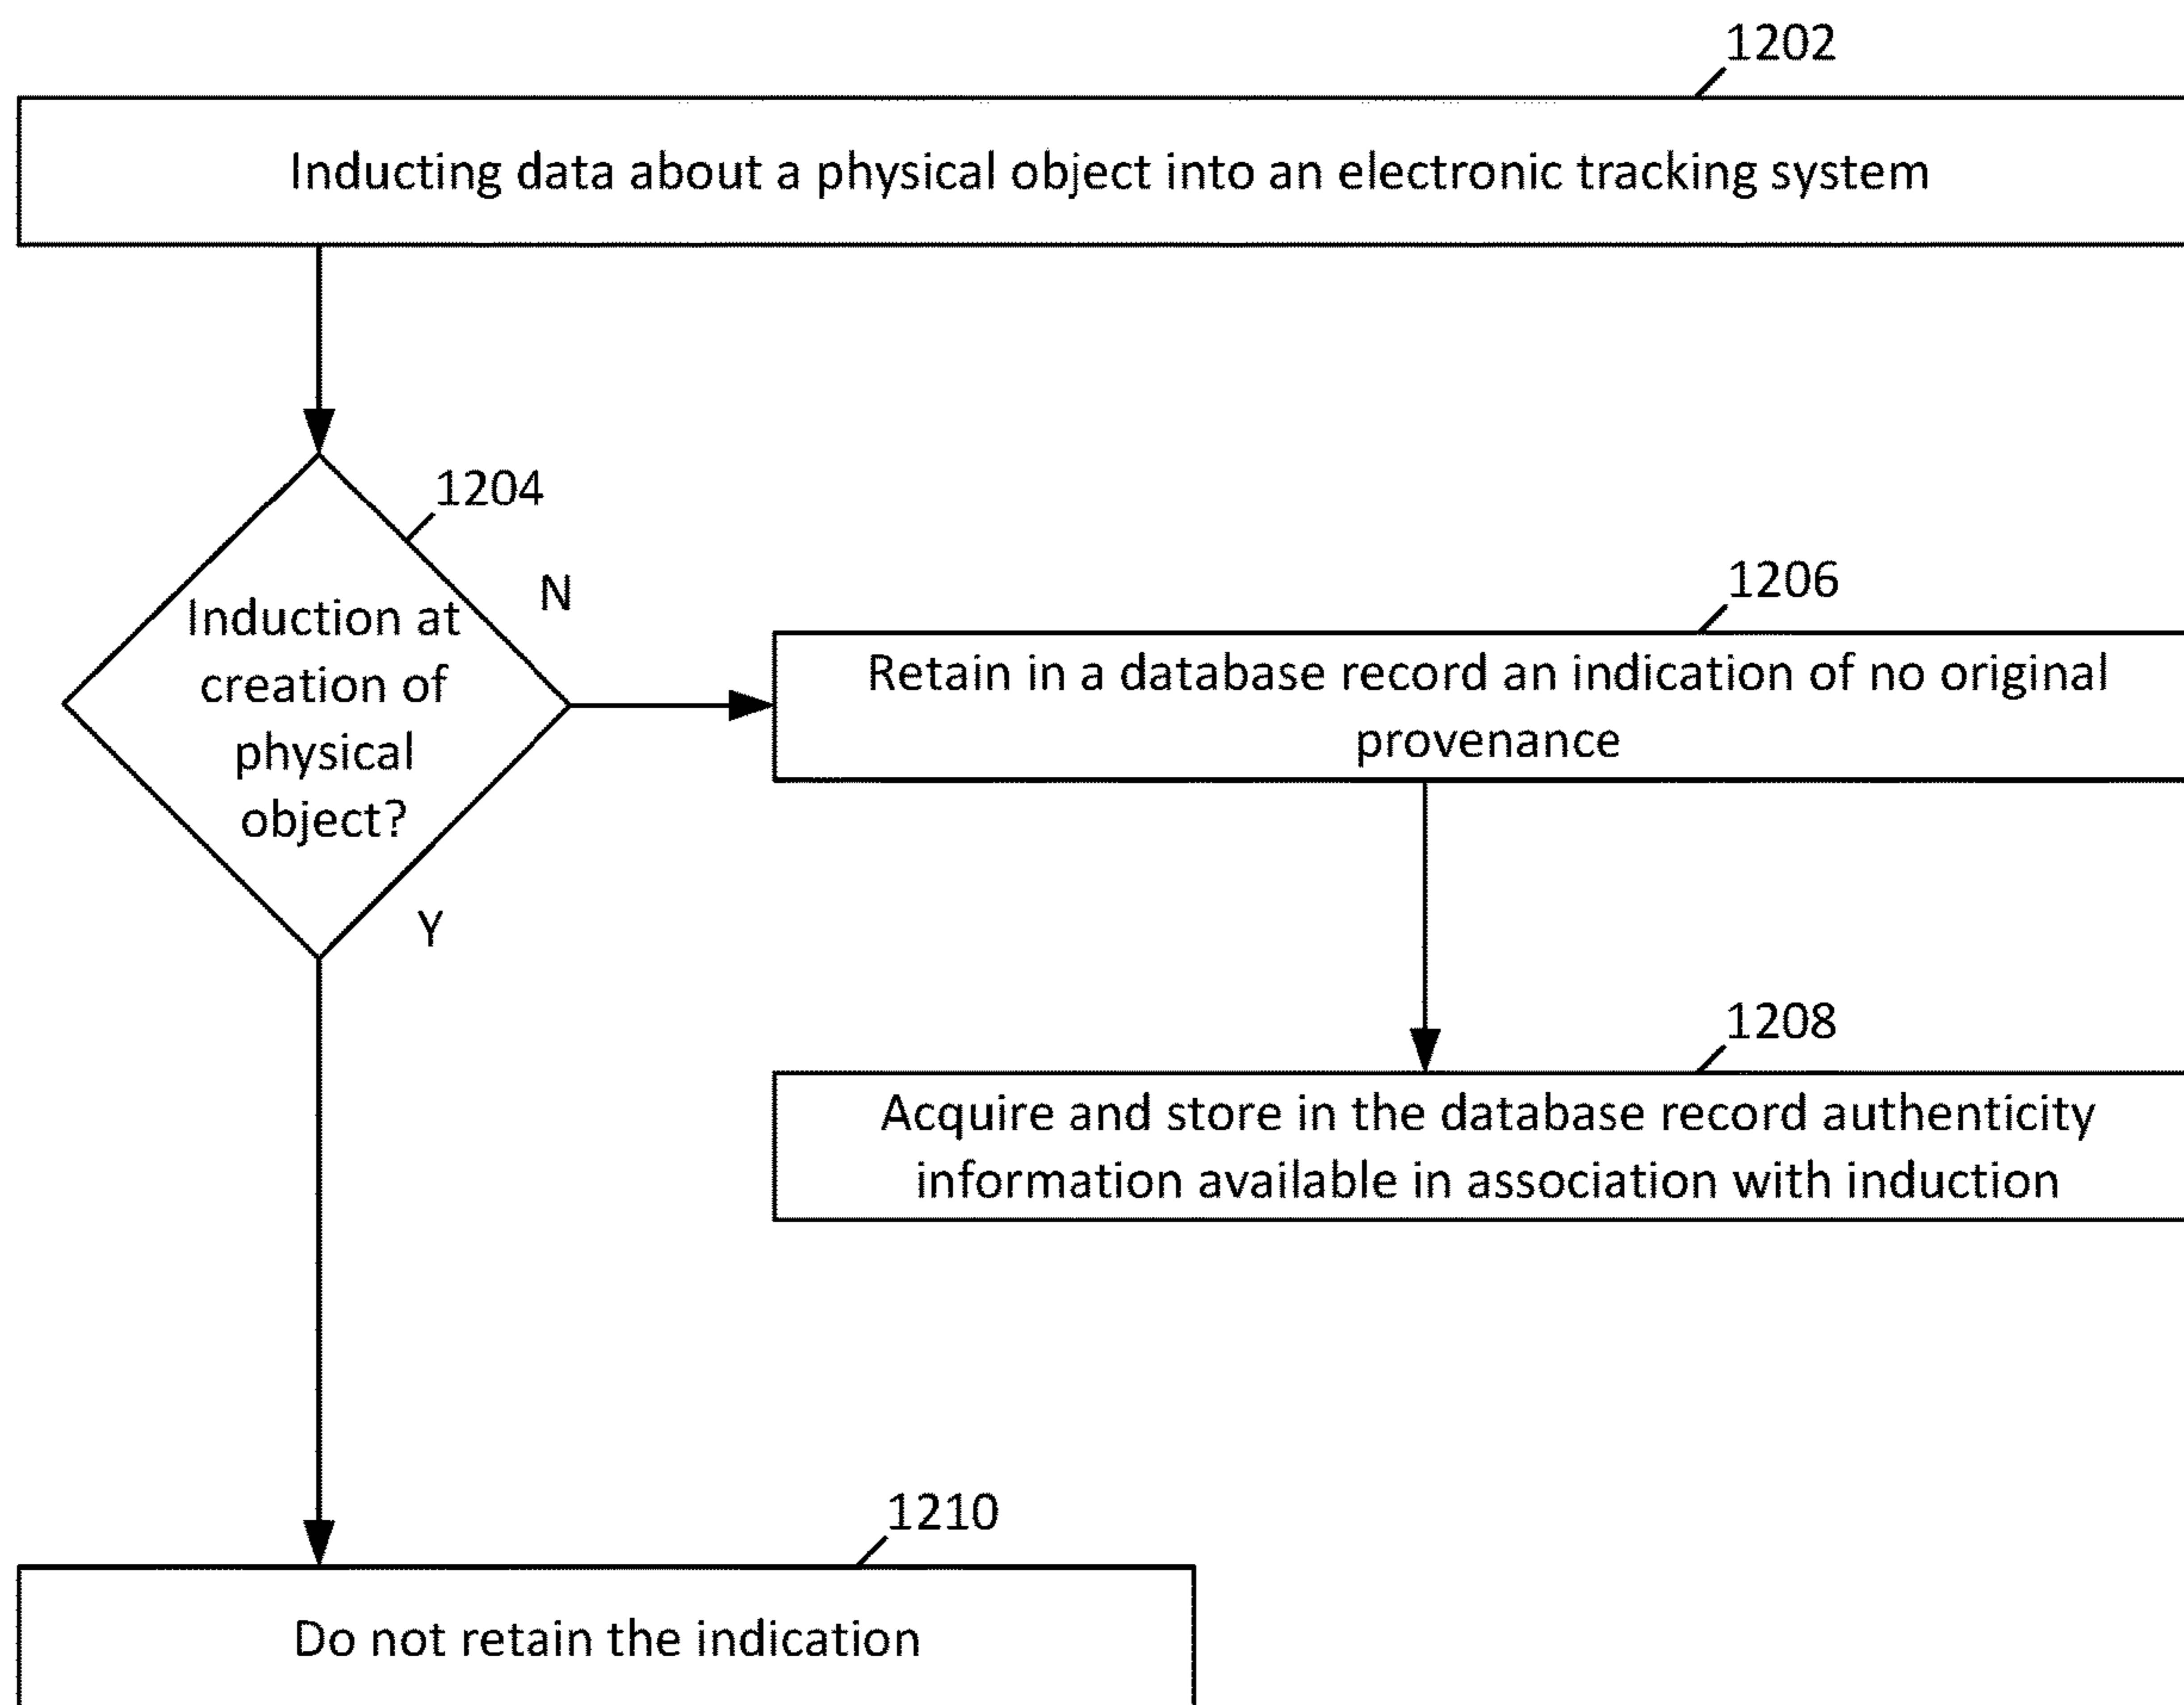 1202
Inducting data about a physical object into an electronic tracking system
1204
Induction at
creation of
physical
object?
N
1206
Retain in a database record an indication of no original
provenance
Y
1208
Acquire and store in the database record authenticity
information available in association with induction
1210
Do not retain the indication